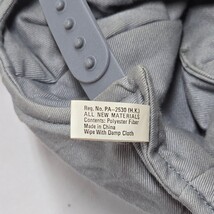 Reg. No. PA-2530 (H.K)
ALL NEW MATERIALS
Contents: Polyester Fiber
Made in China
Wipe With Damp Cloth